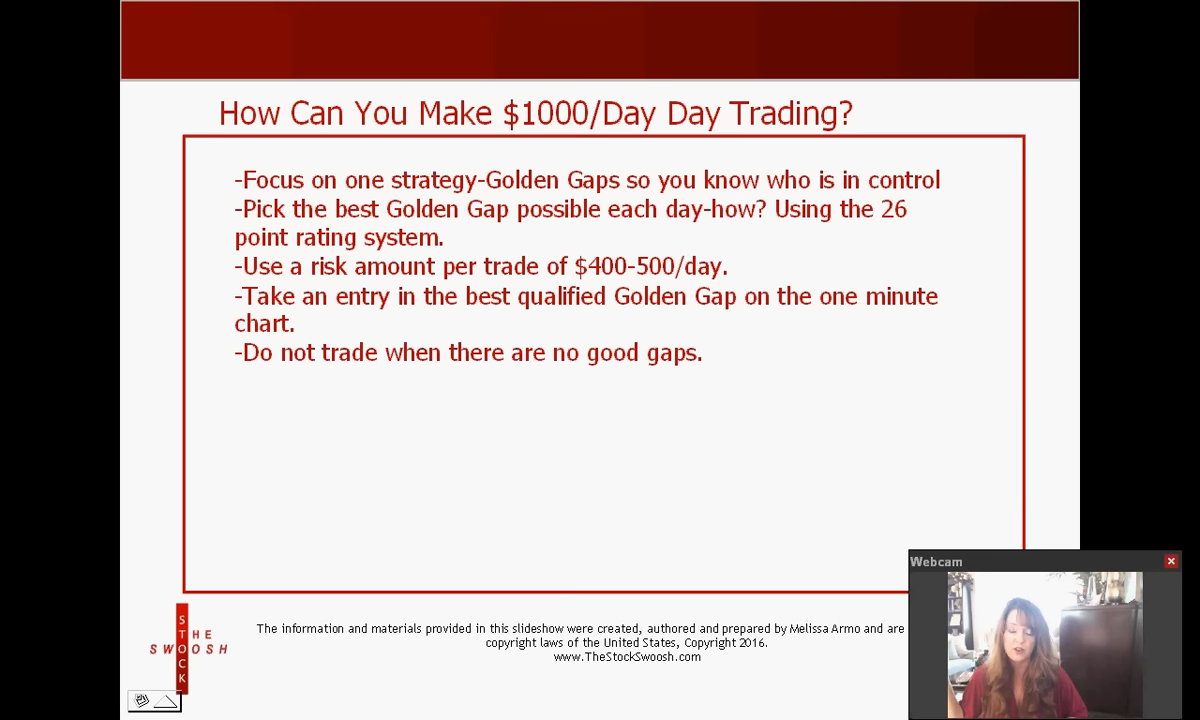 How Can You Make $1000/Day Day Trading?
-Focus on one strategy-Golden Gaps so you know who is in control
-Pick the best Golden Gap possible each day-how? Using the 26
point rating system.
-Use a risk amount per trade of $400-500/day.
-Take an entry in the best qualified Golden Gap on the one minute
chart.
-Do not trade when there are no good gaps.
Webcam
THE
STOCK
SWOOSH
The information and materials provided in this slideshow were created, authored and prepared by Melissa Armo and are
copyright laws of the United States, Copyright 2016.
www.TheStockSwoosh.com